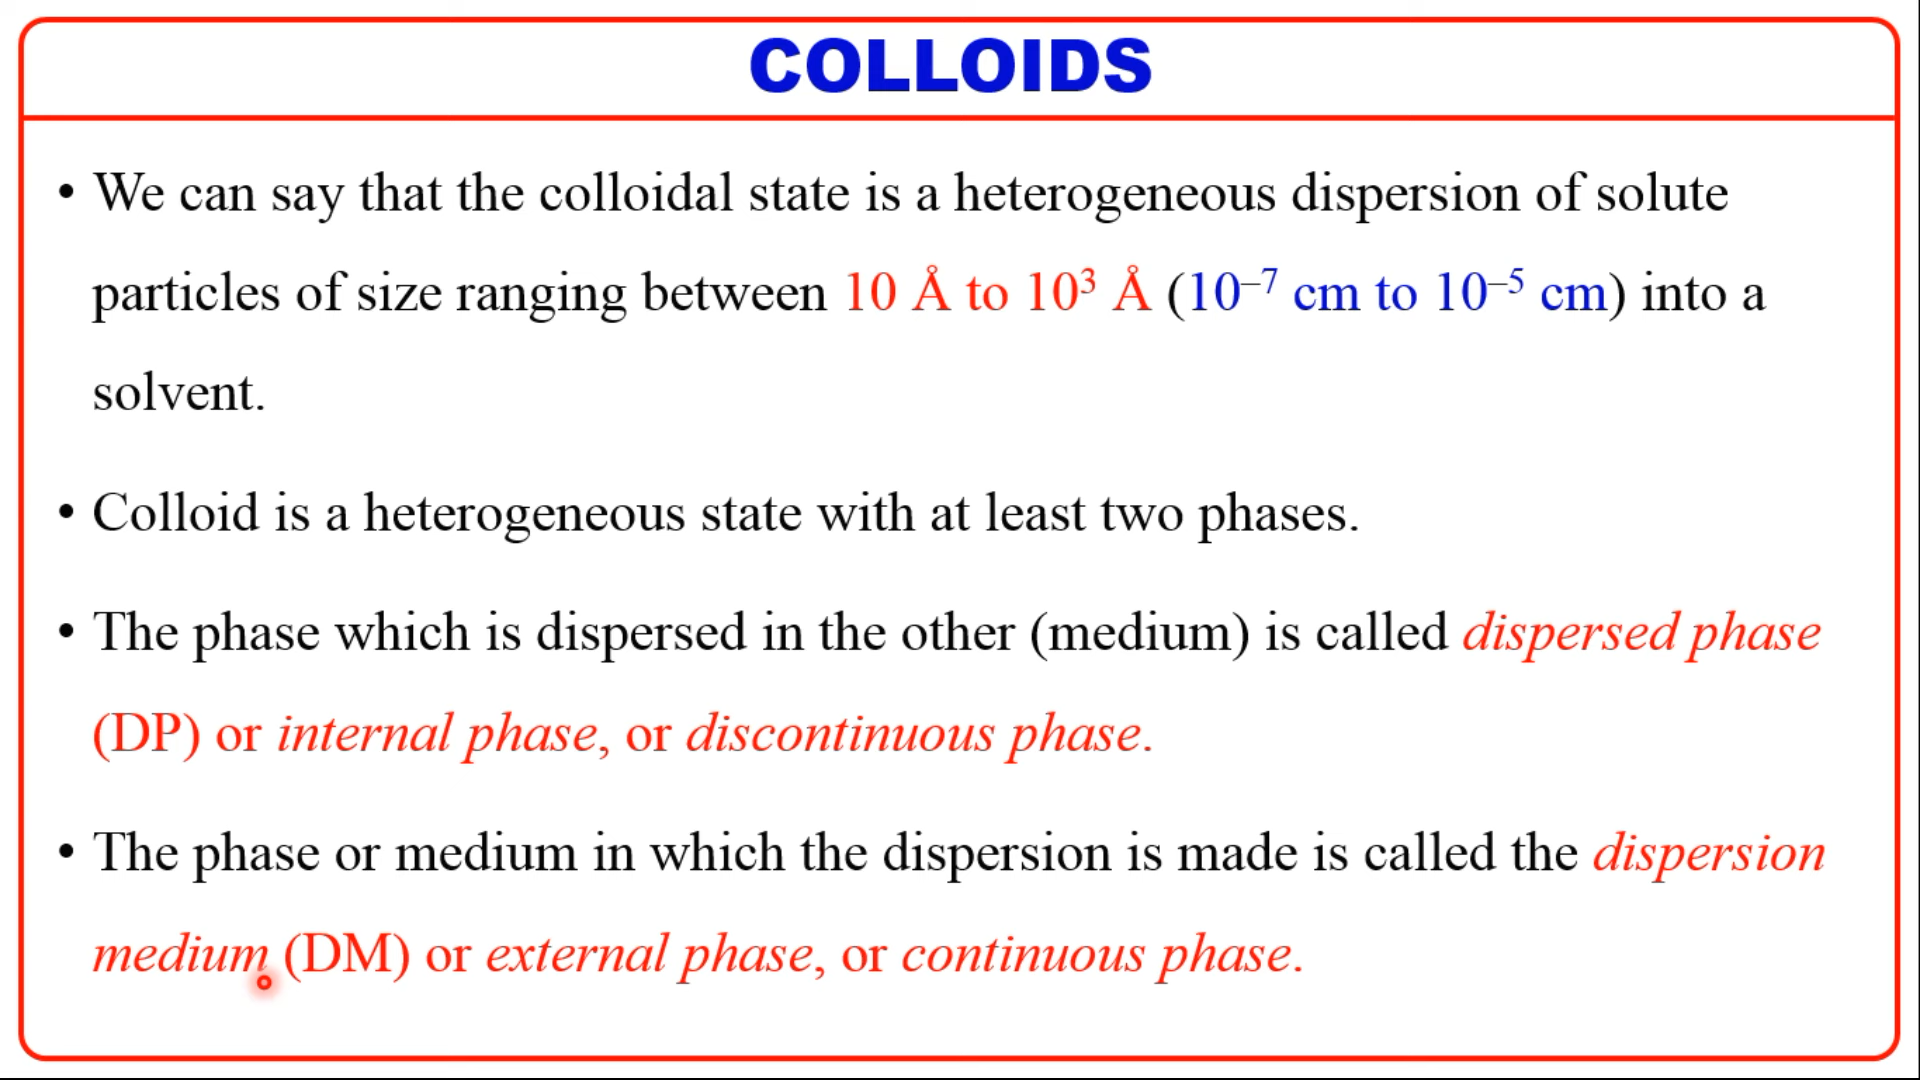 COLLOIDS
• We can say that the colloidal state is a heterogeneous dispersion of solute
particles of size ranging between 10 Å to 10³ Å (10⁻⁷ cm to 10⁻⁵ cm) into a
solvent.
• Colloid is a heterogeneous state with at least two phases.
• The phase which is dispersed in the other (medium) is called dispersed phase
(DP) or internal phase, or discontinuous phase.
• The phase or medium in which the dispersion is made is called the dispersion
medium (DM) or external phase, or continuous phase.